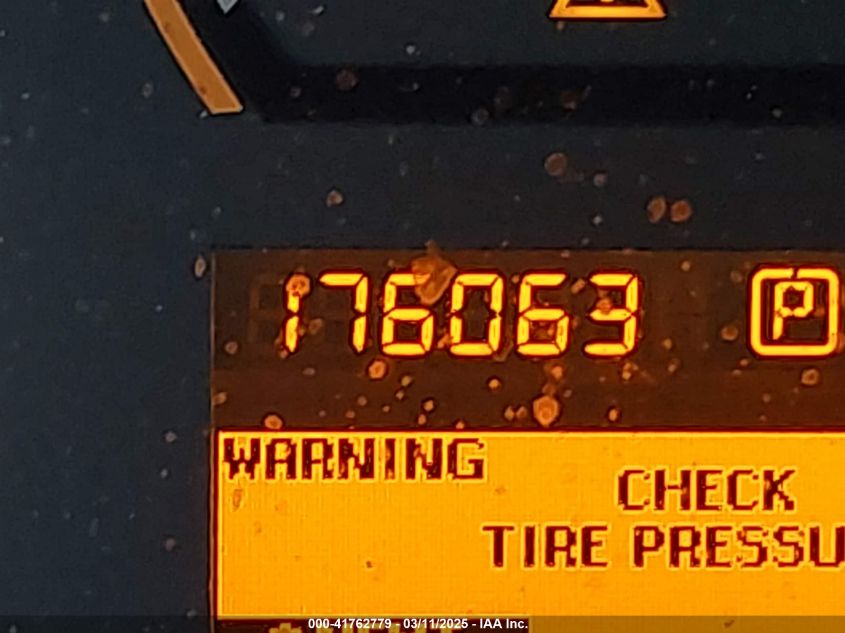 176063 P
WARNING
CHECK
TIRE PRESSU
000-41762779 - 03/11/2025 - IAA Inc.